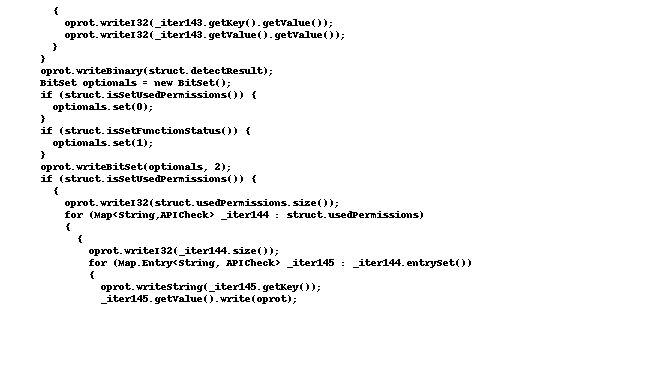 {
oprot.writeI32(_iter143.getKey().getValue());
oprot.writeI32(_iter143.getValue().getValue());
}
}
oprot.writeBinary(struct.detectResult);
BitSet optionals = new BitSet();
if (struct.isSetUsedPermissions()) {
optionals.set(0);
}
if (struct.isSetFunctionStatus()) {
optionals.set(1);
}
oprot.writeBitSet(optionals, 2);
if (struct.isSetUsedPermissions()) {
{
oprot.writeI32(struct.usedPermissions.size());
for (Map<String,APICheck> _iter144 : struct.usedPermissions)
{
{
oprot.writeI32(_iter144.size());
for (Map.Entry<String, APICheck> _iter145 : _iter144.entrySet())
{
oprot.writeString(_iter145.getKey());
_iter145.getValue().write(oprot);